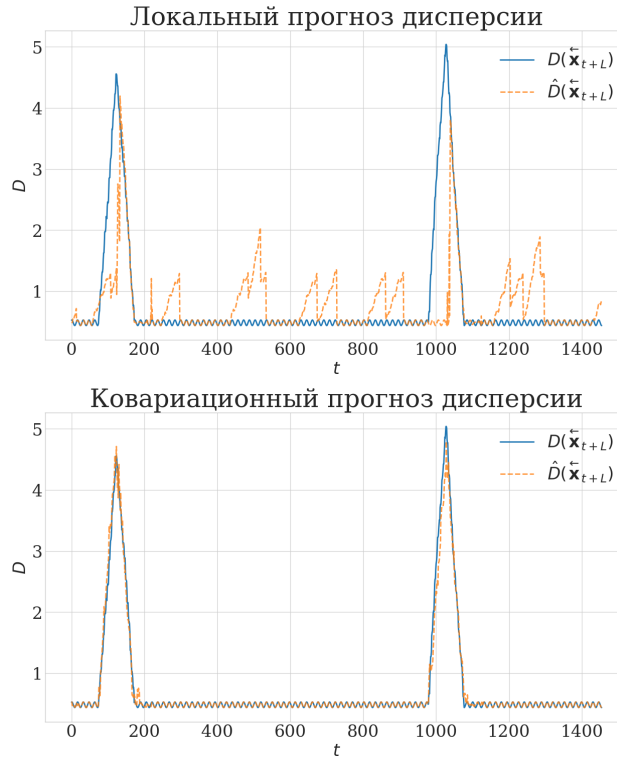 Локальный прогноз дисперсии
5
4
3
2
1
D
D(x⃖ₜ₊L)
D̂(x⃖ₜ₊L)
0 200 400 600 800 1000 1200 1400
t
Ковариационный прогноз дисперсии
5
4
3
2
1
D
D(x⃖ₜ₊L)
D̂(x⃖ₜ₊L)
0 200 400 600 800 1000 1200 1400
t